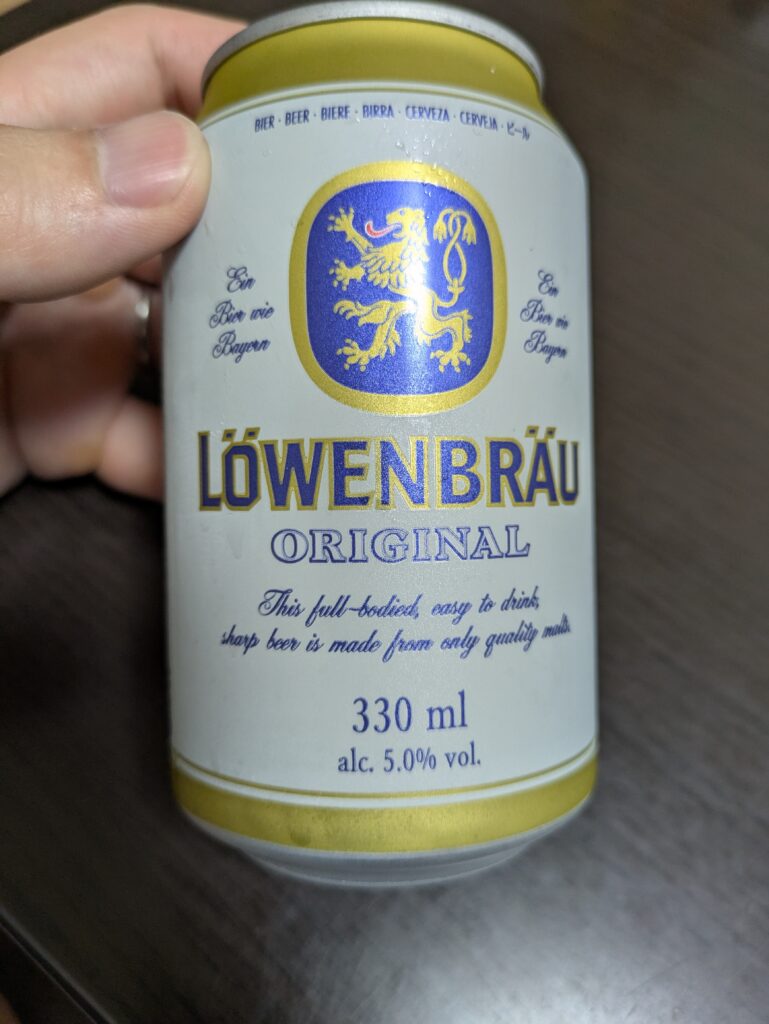 BIER · BEER · BIERE · BIRRA · CERVEZA · CERVEJA · ビール
Ein
Bier wie
Bayern
Ein
Bier wie
Bayern
LÖWENBRÄU
ORIGINAL
This full-bodied, easy to drink,
sharp beer is made from only quality malts.
330 ml
alc. 5.0% vol.